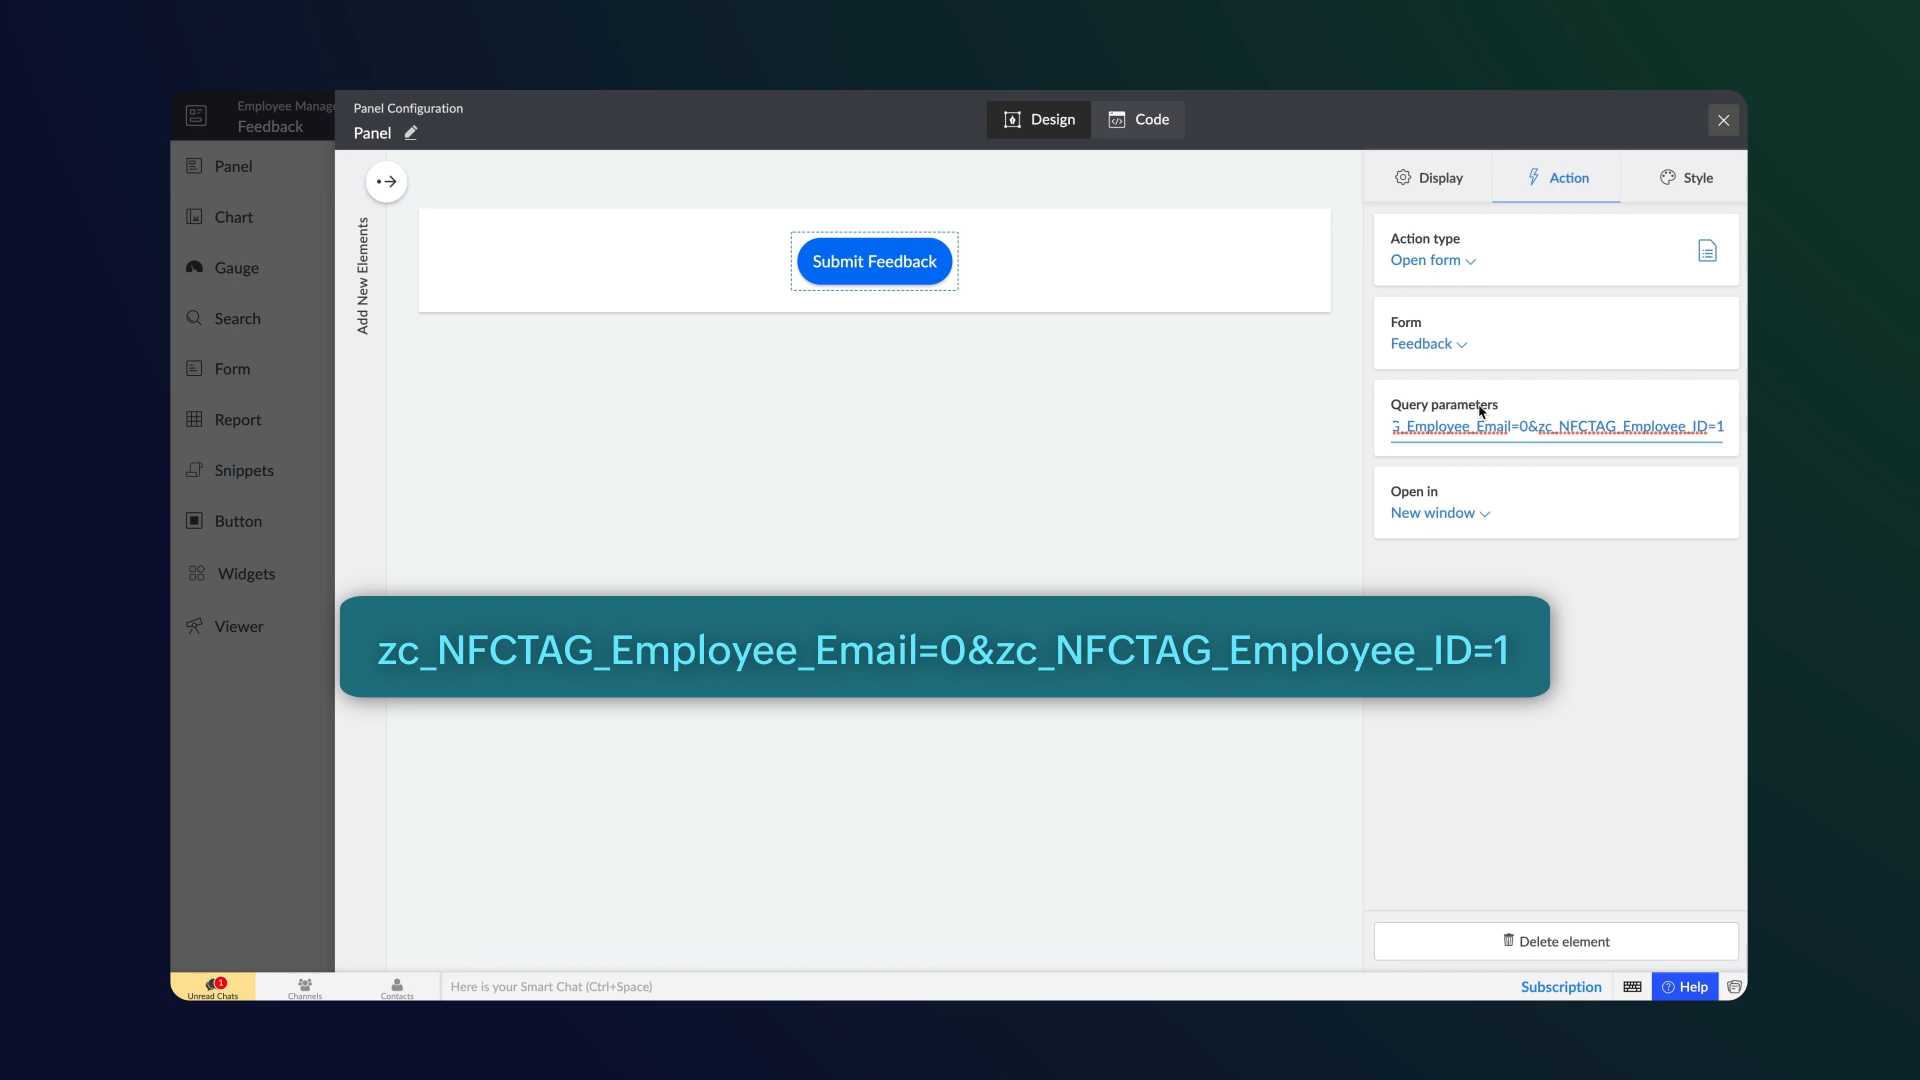 Employee Manage
Feedback
Panel Configuration
Panel
Design
Code
Panel
Chart
Gauge
Search
Form
Report
Snippets
Button
Widgets
Viewer
Add New Elements
Submit Feedback
Display
Action
Style
Action type
Open form
Form
Feedback
Query parameters
G_Employee_Email=0&zc_NFCTAG_Employee_ID=1
Open in
New window
zc_NFCTAG_Employee_Email=0&zc_NFCTAG_Employee_ID=1
Delete element
1
Unread Chats
Channels
Contacts
Here is your Smart Chat (Ctrl+Space)
Subscription
Help